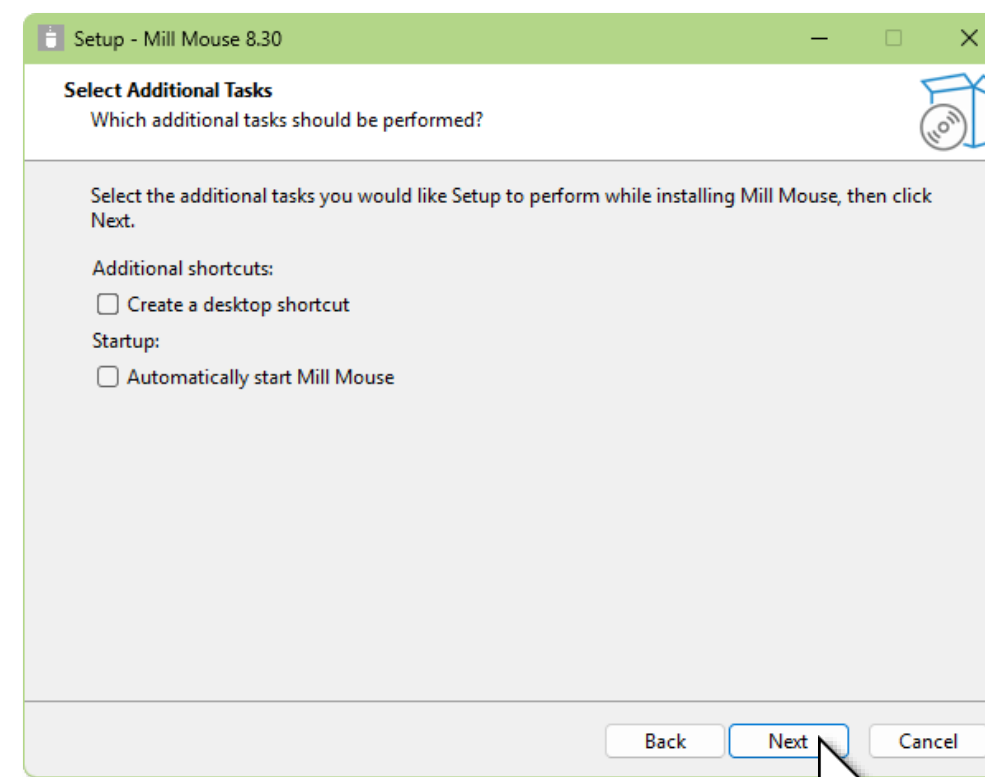 Setup - Mill Mouse 8.30
Select Additional Tasks
Which additional tasks should be performed?
Select the additional tasks you would like Setup to perform while installing Mill Mouse, then click
Next.
Additional shortcuts:
Create a desktop shortcut
Startup:
Automatically start Mill Mouse
Back Next Cancel